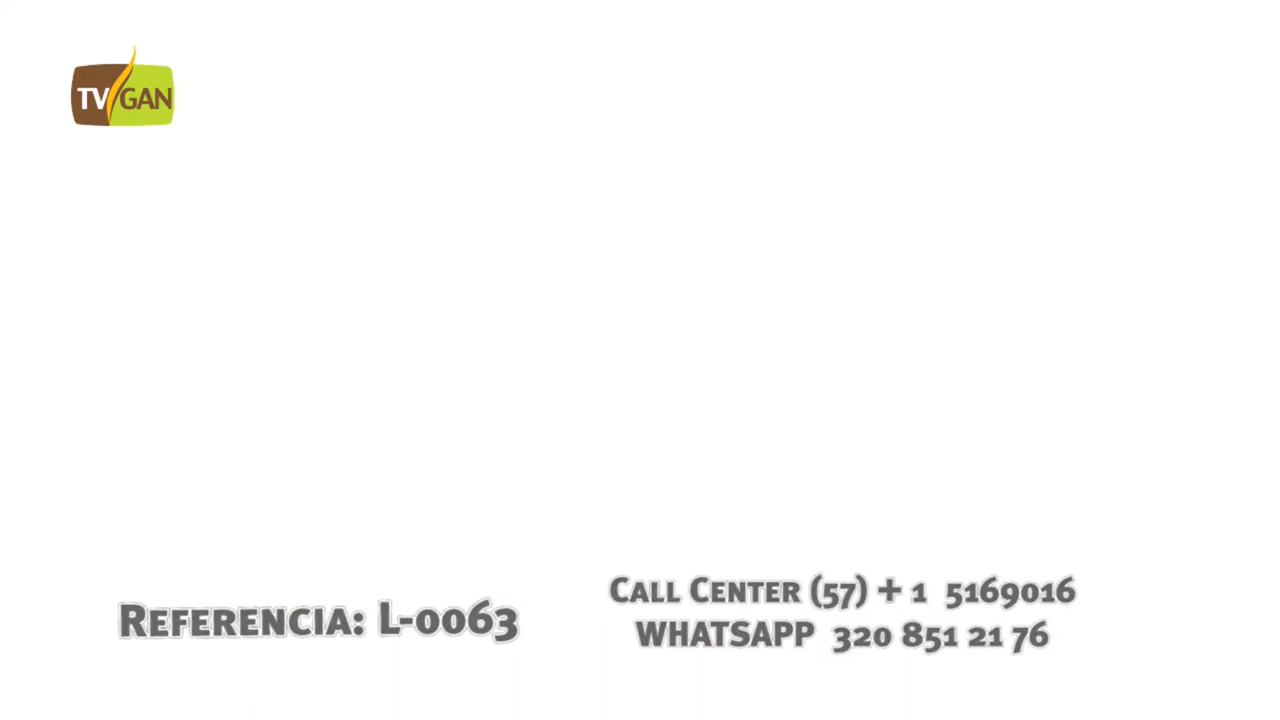 TV GAN
Referencia: L-0063
Call Center (57) + 1 5169016
WHATSAPP 320 851 21 76